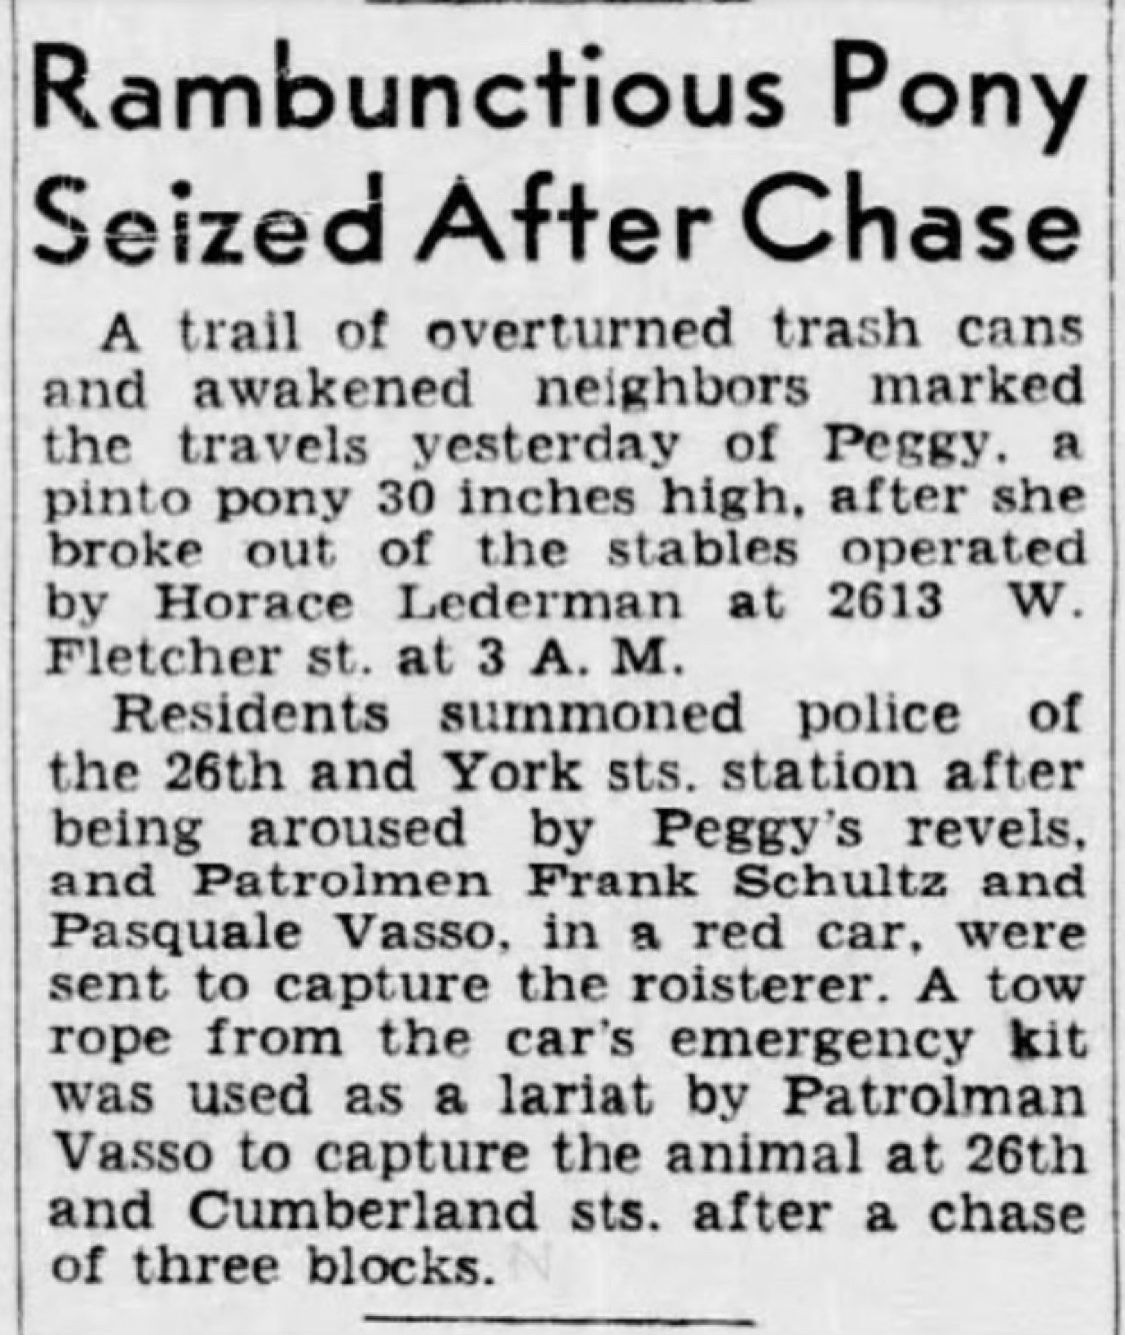 Rambunctious Pony
Seized After Chase
A trail of overturned trash cans
and awakened neighbors marked
the travels yesterday of Peggy, a
pinto pony 30 inches high, after she
broke out of the stables operated
by Horace Lederman at 2613 W.
Fletcher st. at 3 A. M.
Residents summoned police of
the 26th and York sts. station after
being aroused by Peggy's revels,
and Patrolmen Frank Schultz and
Pasquale Vasso, in a red car, were
sent to capture the roisterer. A tow
rope from the car's emergency kit
was used as a lariat by Patrolman
Vasso to capture the animal at 26th
and Cumberland sts. after a chase
of three blocks.